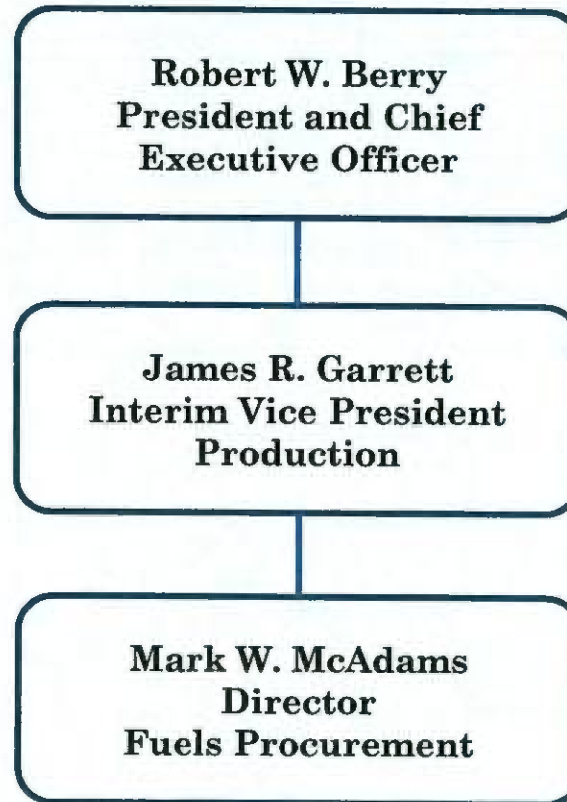 Robert W. Berry
President and Chief
Executive Officer
James R. Garrett
Interim Vice President
Production
Mark W. McAdams
Director
Fuels Procurement